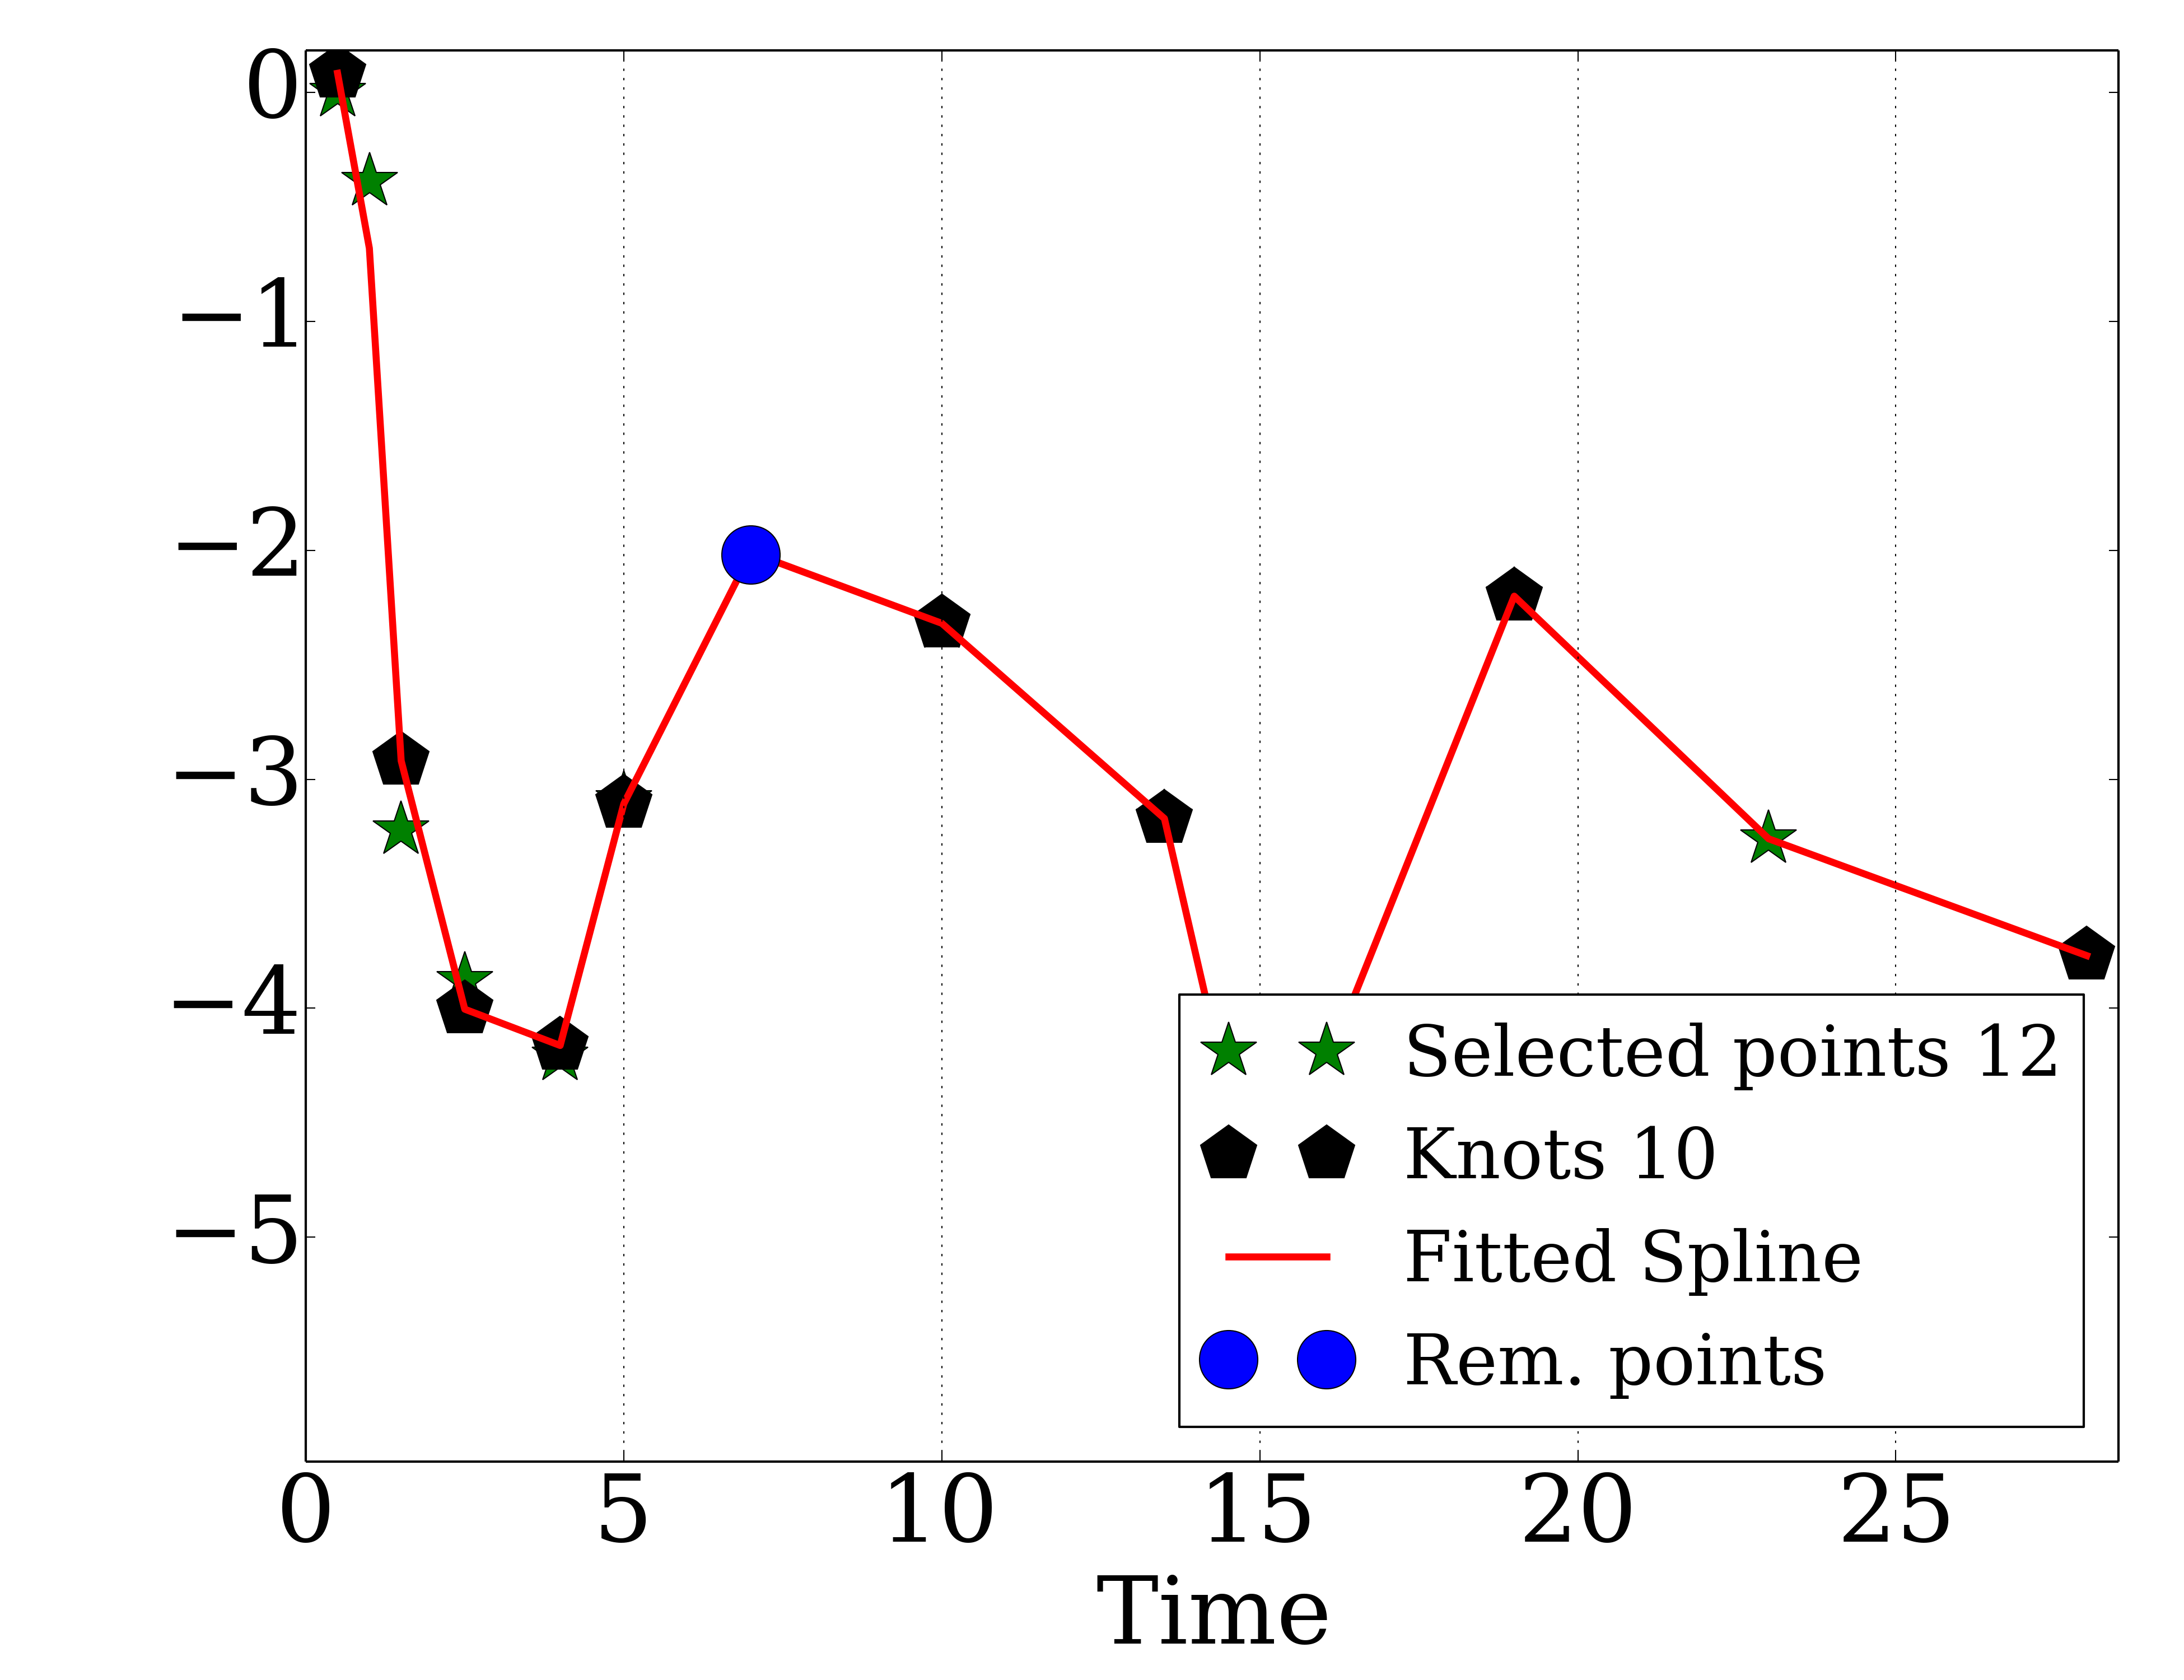 0
−1
−2
−3
−4
−5
Selected points 12
Knots 10
Fitted Spline
Rem. points
0 5 10 15 20 25
Time